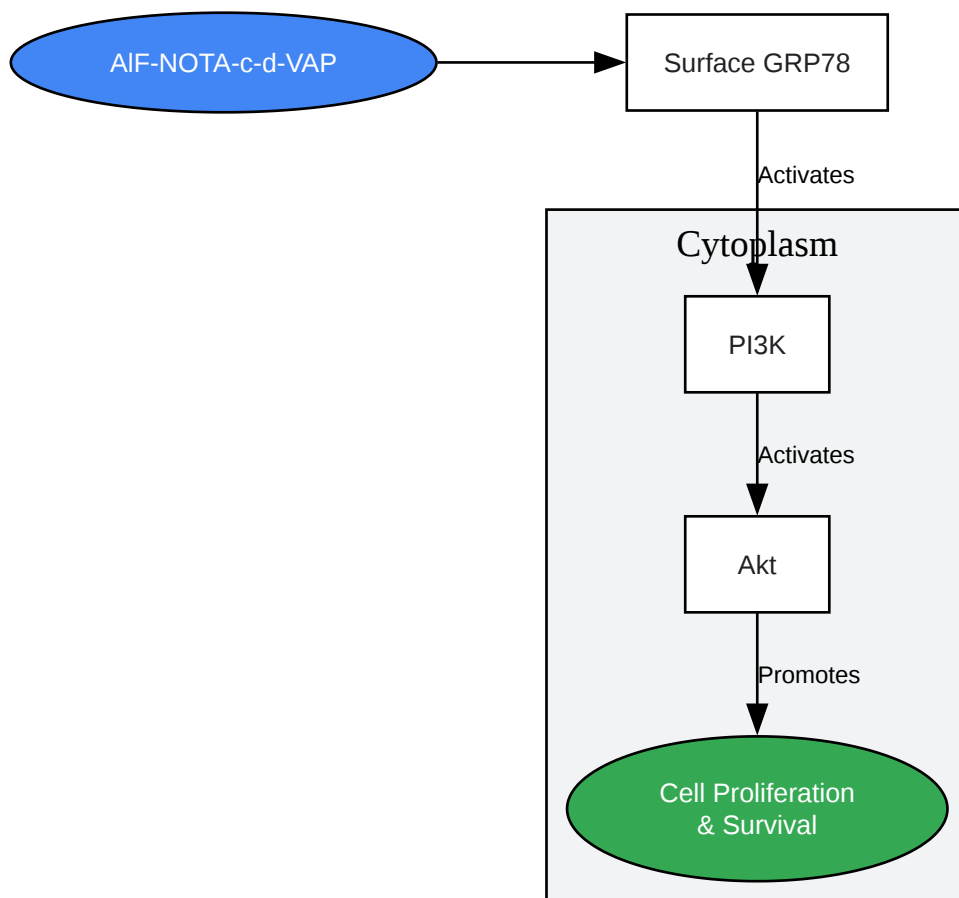 AlF-NOTA-c-d-VAP
Surface GRP78
Activates
Cytoplasm
PI3K
Activates
Akt
Promotes
Cell Proliferation
& Survival